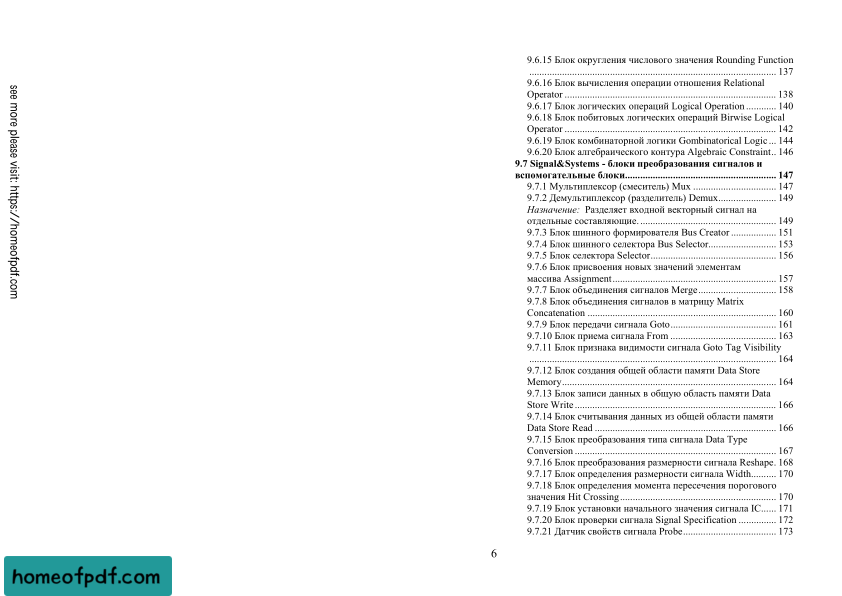 see more please visit: https://homeofpdf.com
9.6.15 Блок округления числового значения Rounding Function
................................................................................................... 137
9.6.16 Блок вычисления операции отношения Relational
Operator ..................................................................................... 138
9.6.17 Блок логических операций Logical Operation ............ 140
9.6.18 Блок побитовых логических операций Birwise Logical
Operator ..................................................................................... 142
9.6.19 Блок комбинаторной логики Gombinatorical Logic ... 144
9.6.20 Блок алгебраического контура Algebraic Constraint.. 146
9.7 Signal&Systems - блоки преобразования сигналов и
вспомогательные блоки............................................................ 147
9.7.1 Мультиплексор (смеситель) Mux ................................. 147
9.7.2 Демультиплексор (разделитель) Demux....................... 149
Назначение: Разделяет входной векторный сигнал на
отдельные составляющие. ...................................................... 149
9.7.3 Блок шинного формирователя Bus Creator .................. 151
9.7.4 Блок шинного селектора Bus Selector........................... 153
9.7.5 Блок селектора Selector.................................................. 156
9.7.6 Блок присвоения новых значений элементам
массива Assignment.................................................................. 157
9.7.7 Блок объединения сигналов Merge............................... 158
9.7.8 Блок объединения сигналов в матрицу Matrix
Concatenation ............................................................................ 160
9.7.9 Блок передачи сигнала Goto.......................................... 161
9.7.10 Блок приема сигнала From .......................................... 163
9.7.11 Блок признака видимости сигнала Goto Tag Visibility
................................................................................................... 164
9.7.12 Блок создания общей области памяти Data Store
Memory...................................................................................... 164
9.7.13 Блок записи данных в общую область памяти Data
Store Write ................................................................................. 166
9.7.14 Блок считывания данных из общей области памяти
Data Store Read ......................................................................... 166
9.7.15 Блок преобразования типа сигнала Data Type
Conversion ................................................................................. 167
9.7.16 Блок преобразования размерности сигнала Reshape. 168
9.7.17 Блок определения размерности сигнала Width.......... 170
9.7.18 Блок определения момента пересечения порогового
значения Hit Crossing............................................................... 170
9.7.19 Блок установки начального значения сигнала IC...... 171
9.7.20 Блок проверки сигнала Signal Specification ............... 172
9.7.21 Датчик свойств сигнала Probe..................................... 173
6
homeofpdf.com